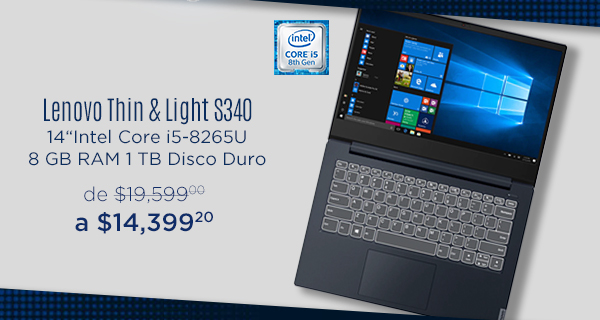 intel
CORE i5
8th Gen
Lenovo Thin & Light S340
14“Intel Core i5-8265U
8 GB RAM 1 TB Disco Duro
de $19,599⁰⁰
a $14,399²⁰